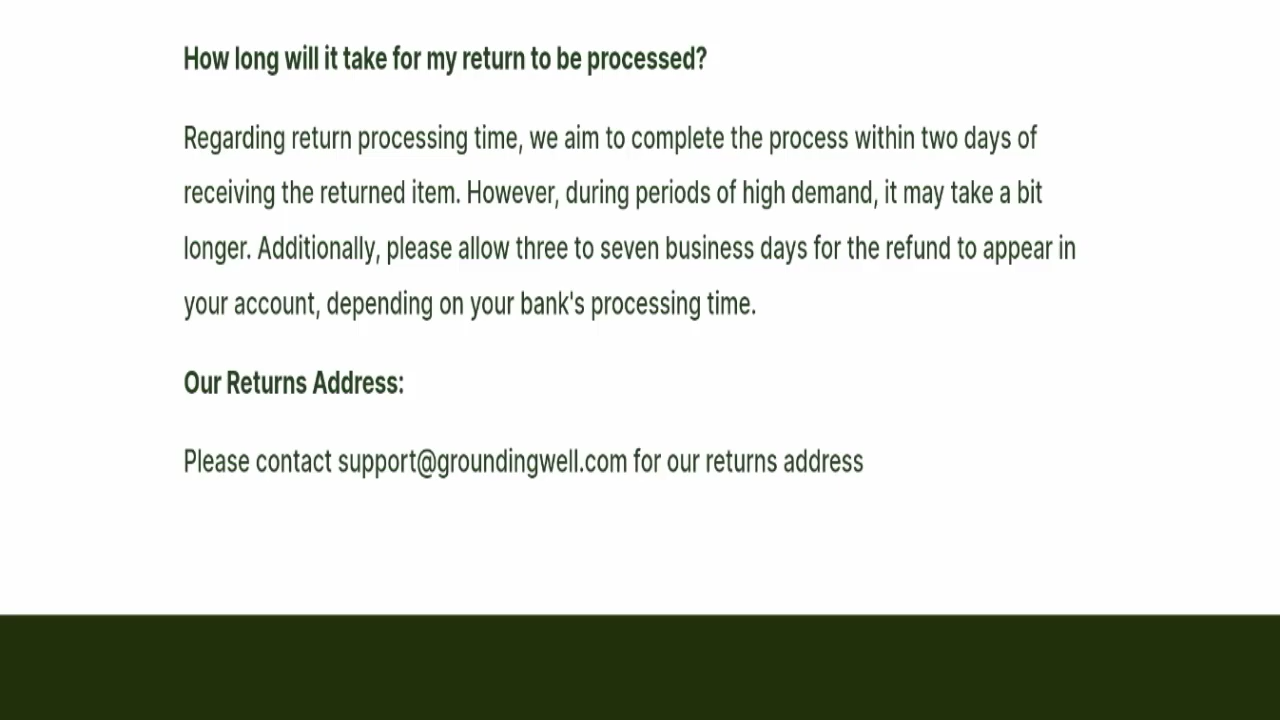 How long will it take for my return to be processed?
Regarding return processing time, we aim to complete the process within two days of
receiving the returned item. However, during periods of high demand, it may take a bit
longer. Additionally, please allow three to seven business days for the refund to appear in
your account, depending on your bank's processing time.
Our Returns Address:
Please contact support@groundingwell.com for our returns address